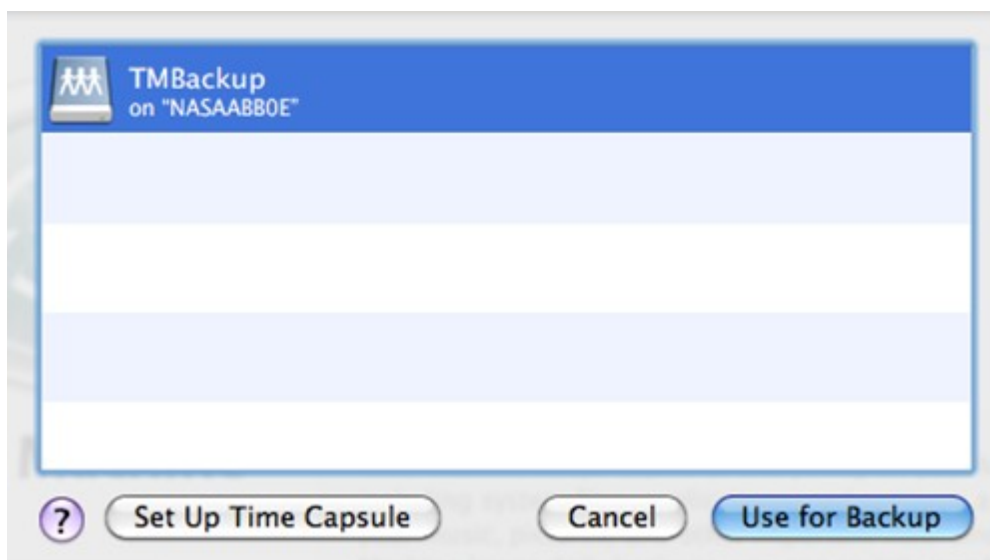 TMBackup
on "NASAABB0E"
?
Set Up Time Capsule
Cancel
Use for Backup